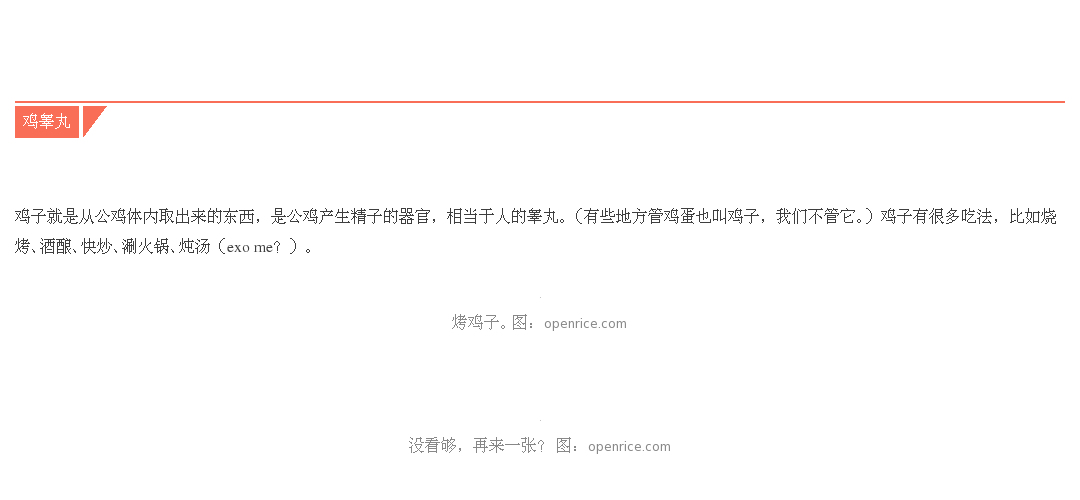 鸡睾丸
鸡子就是从公鸡体内取出来的东西，是公鸡产生精子的器官，相当于人的睾丸。（有些地方管鸡蛋也叫鸡子，我们不管它。）鸡子有很多吃法，比如烧
烤、酒酿、快炒、涮火锅、炖汤（exo me？）。
烤鸡子。图：openrice.com
没看够，再来一张？图：openrice.com